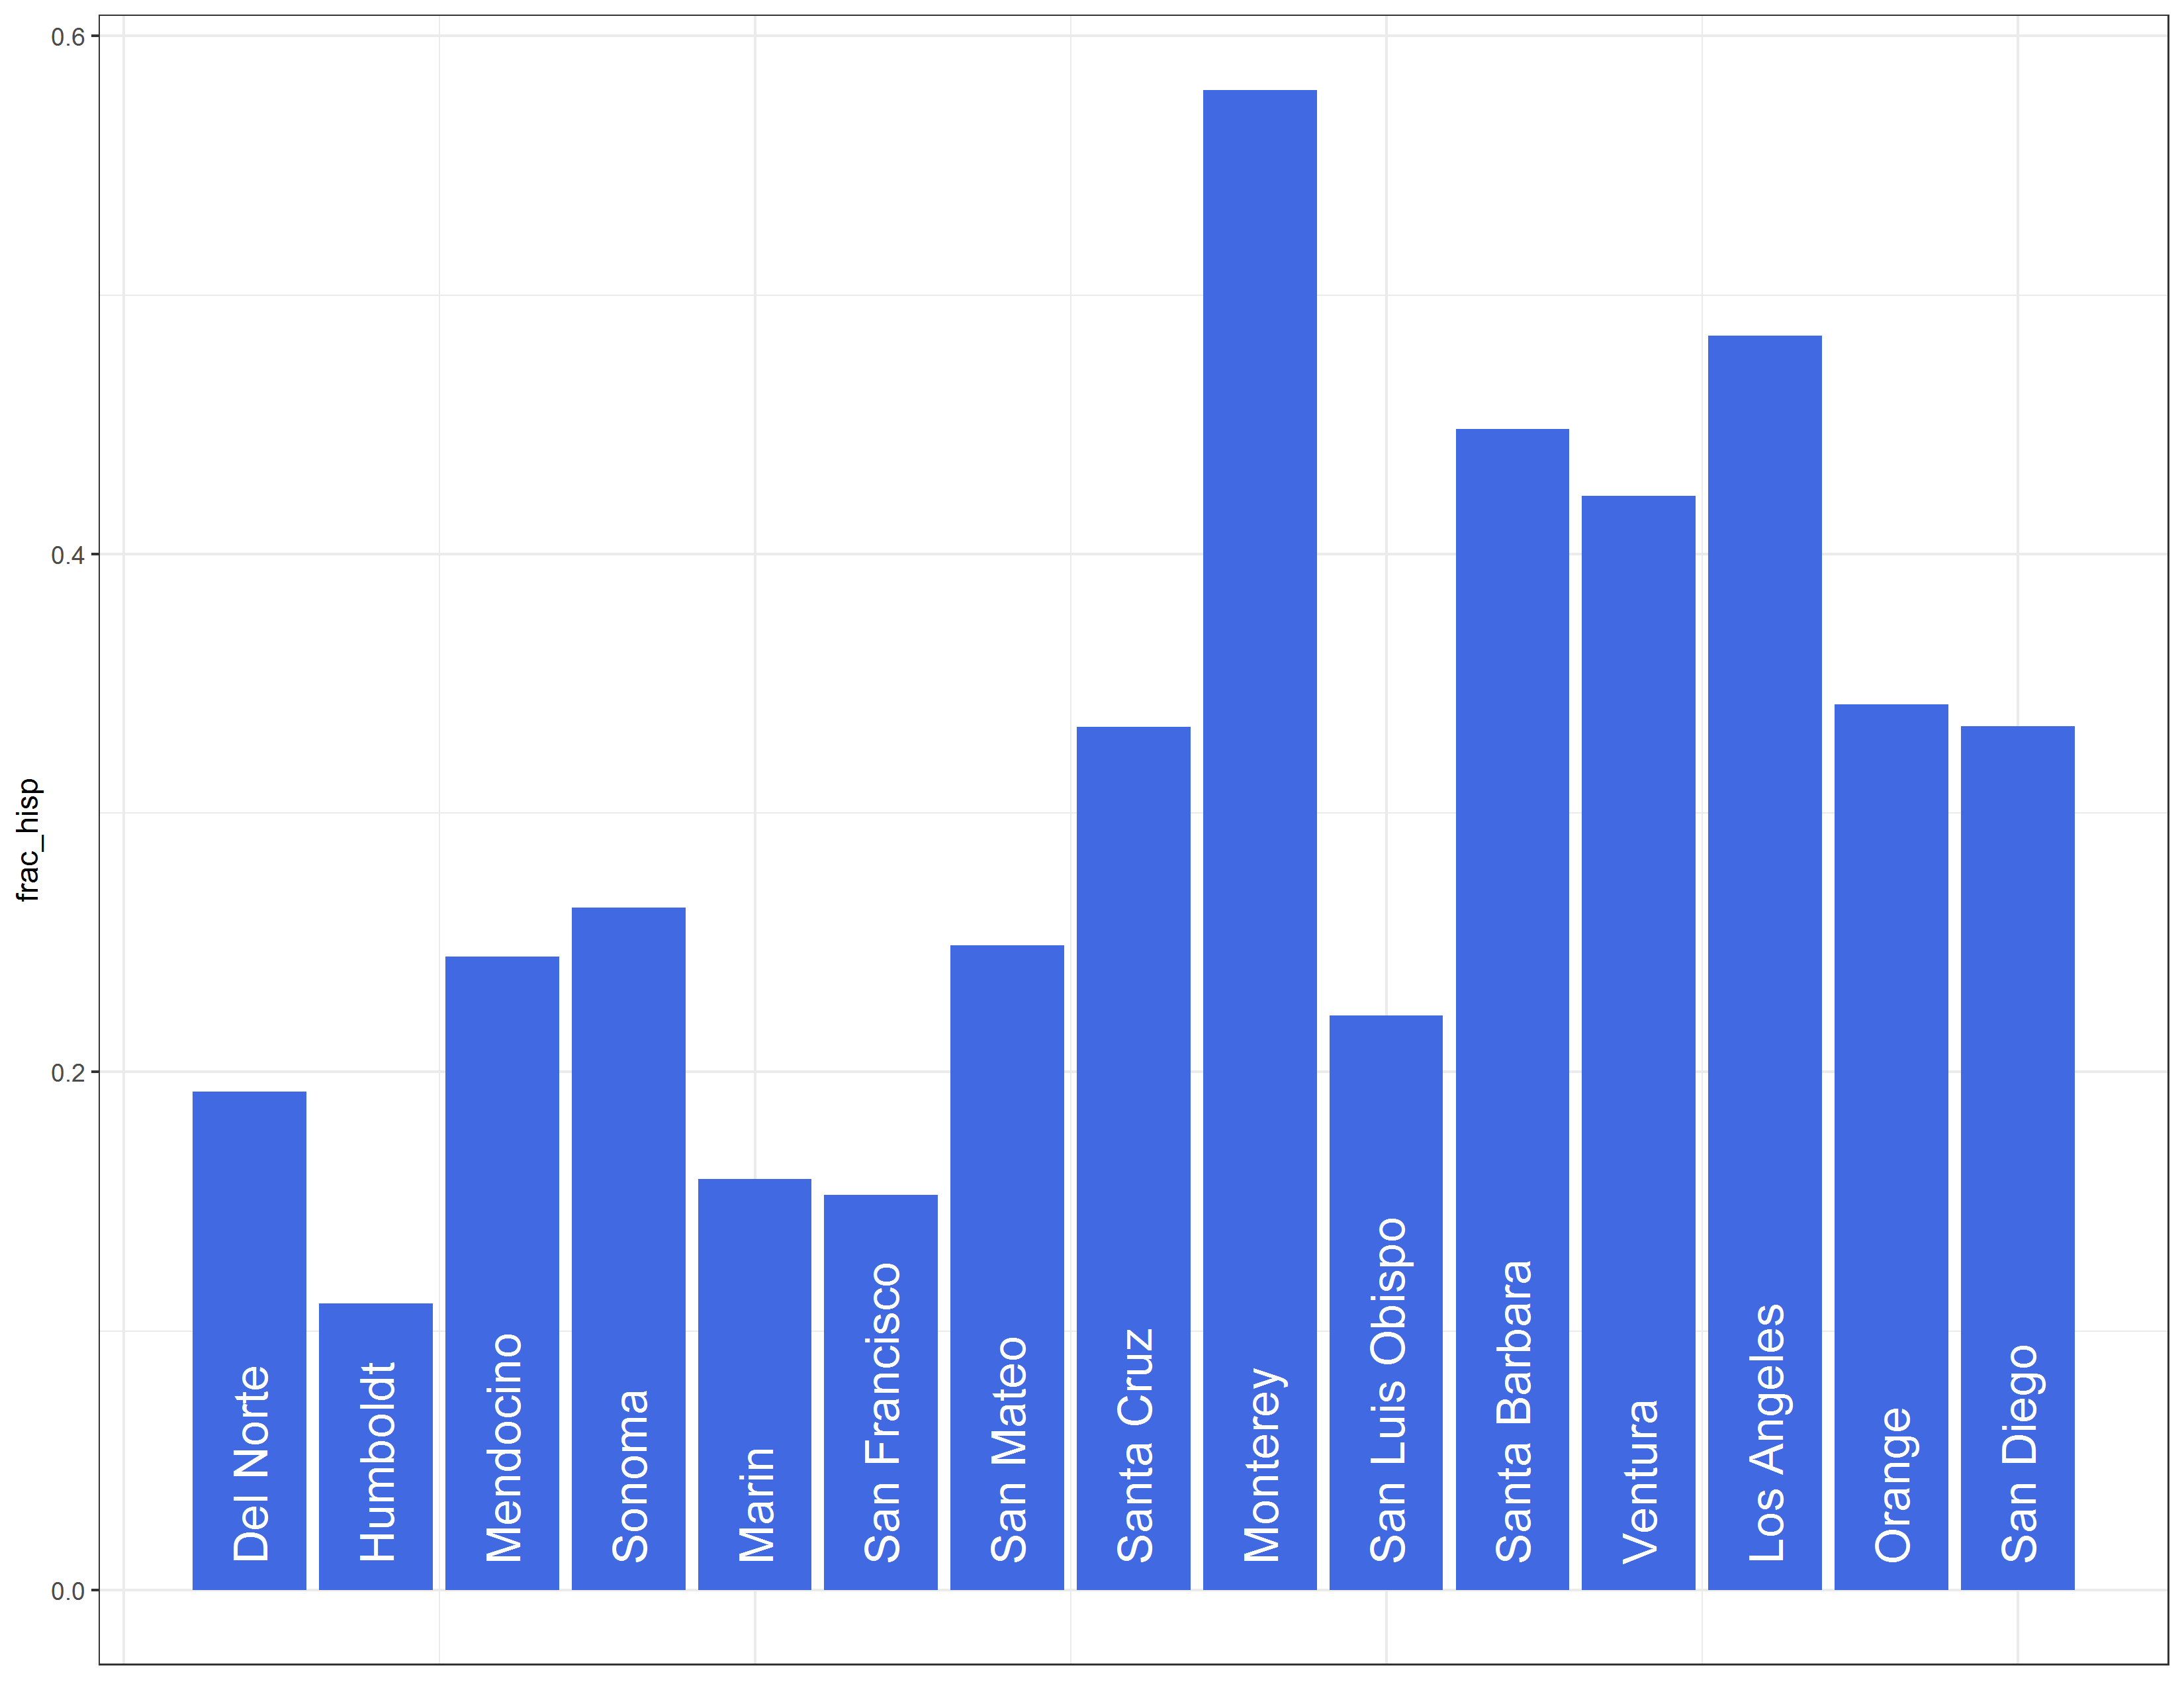 frac_hisp
0.6
0.4
0.2
0.0
Del Norte
Humboldt
Mendocino
Sonoma
Marin
San Francisco
San Mateo
Santa Cruz
Monterey
San Luis Obispo
Santa Barbara
Ventura
Los Angeles
Orange
San Diego